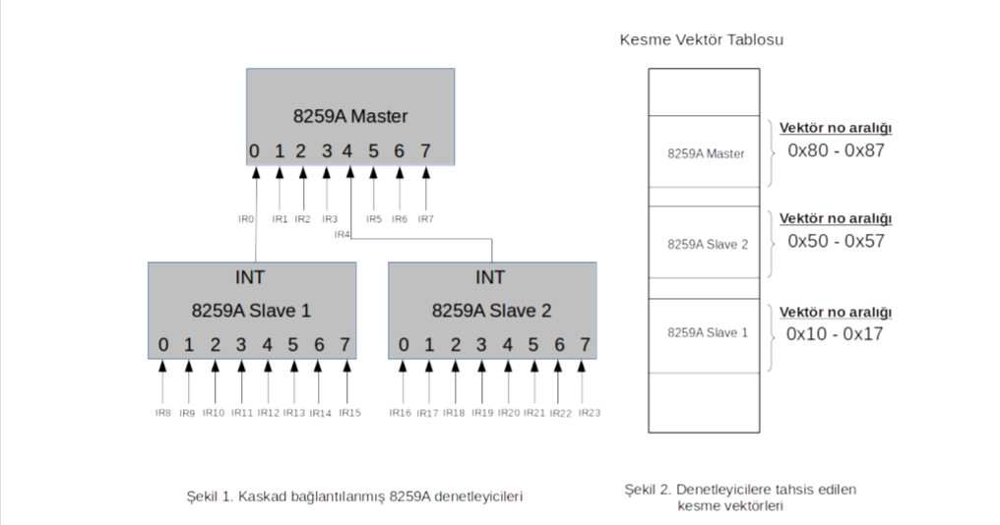 Kesme Vektör Tablosu
8259A Master
0 1 2 3 4 5 6 7
IR0 IR1 IR2 IR3 IR5 IR6 IR7
IR4
INT
8259A Slave 1
0 1 2 3 4 5 6 7
IR8 IR9 IR10 IR11 IR12 IR13 IR14 IR15
INT
8259A Slave 2
0 1 2 3 4 5 6 7
IR16 IR17 IR18 IR19 IR20 IR21 IR22 IR23
8259A Master
Vektör no aralığı
0x80 - 0x87
8259A Slave 2
Vektör no aralığı
0x50 - 0x57
8259A Slave 1
Vektör no aralığı
0x10 - 0x17
Şekil 1. Kaskad bağlantılanmış 8259A denetleyicileri
Şekil 2. Denetleyicilere tahsis edilen
kesme vektörleri